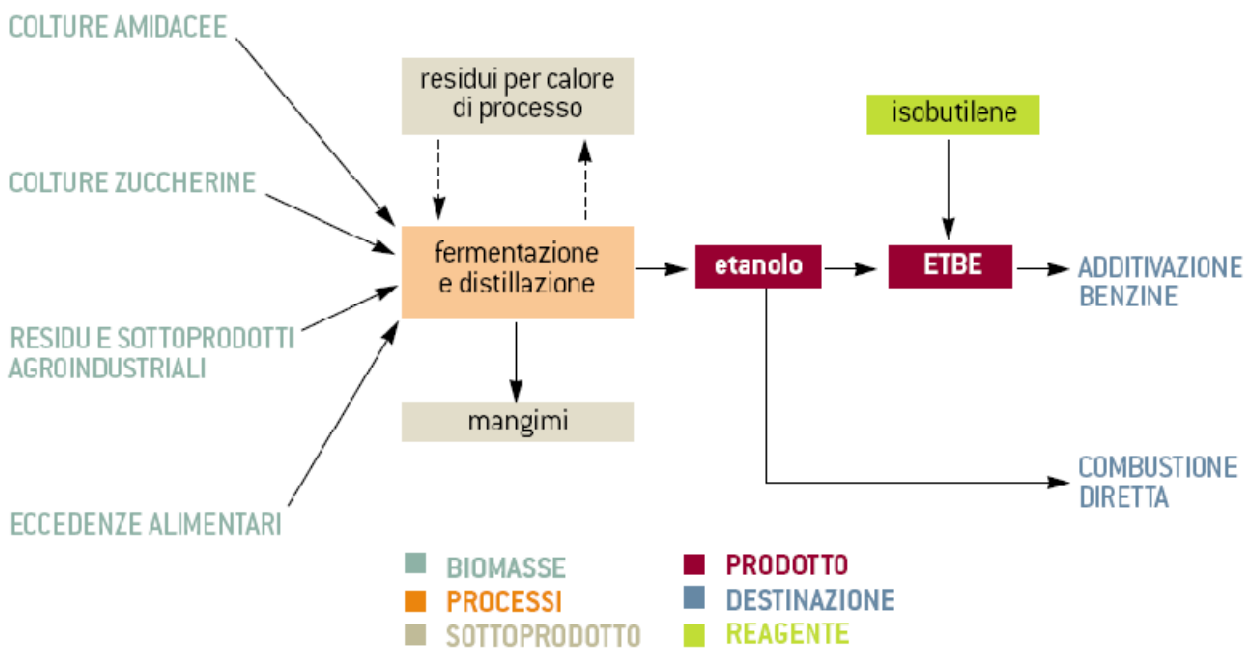 COLTURE AMIDACEE
residui per calore
di processo
isobutilene
COLTURE ZUCCHERINE
fermentazione
e distillazione
etanolo
ETBE
ADDITIVAZIONE
BENZINE
RESIDU E SOTTOPRODOTTI
AGROINDUSTRIALI
mangimi
COMBUSTIONE
DIRETTA
ECCEDENZE ALIMENTARI
BIOMASSE
PROCESSI
SOTTOPRODOTTO
PRODOTTO
DESTINAZIONE
REAGENTE